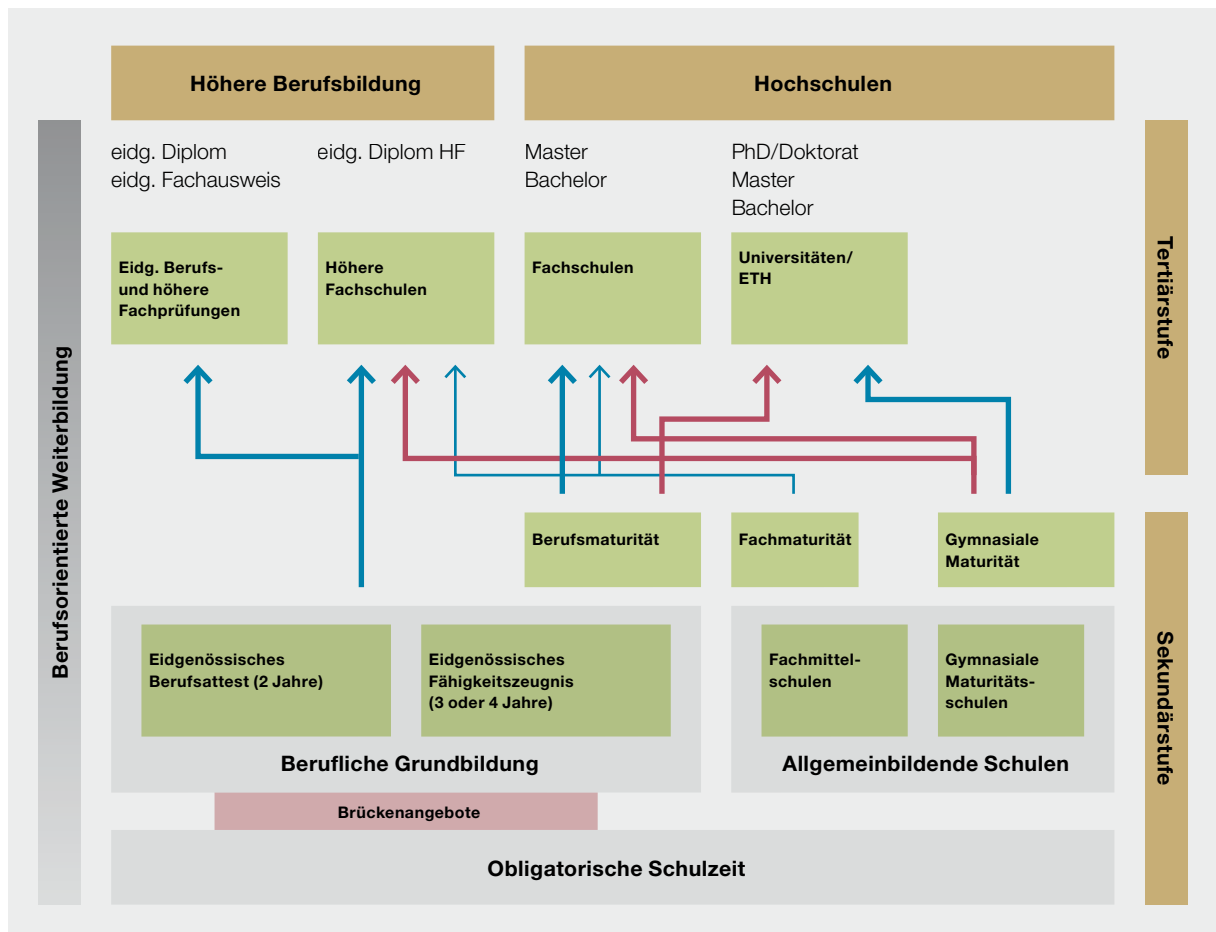 Höhere Berufsbildung
Hochschulen
eidg. Diplom
eidg. Fachausweis
eidg. Diplom HF
Master
Bachelor
PhD/Doktorat
Master
Bachelor
Eidg. Berufs-
und höhere
Fachprüfungen
Höhere
Fachschulen
Fachschulen
Universitäten/
ETH
Tertiärstufe
Berufsorientierte Weiterbildung
Berufsmaturität
Fachmaturität
Gymnasiale
Maturität
Eidgenössisches
Berufsattest (2 Jahre)
Eidgenössisches
Fähigkeitszeugnis
(3 oder 4 Jahre)
Berufliche Grundbildung
Fachmittel-
schulen
Gymnasiale
Maturitäts-
schulen
Allgemeinbildende Schulen
Sekundärstufe
Brückenangebote
Obligatorische Schulzeit